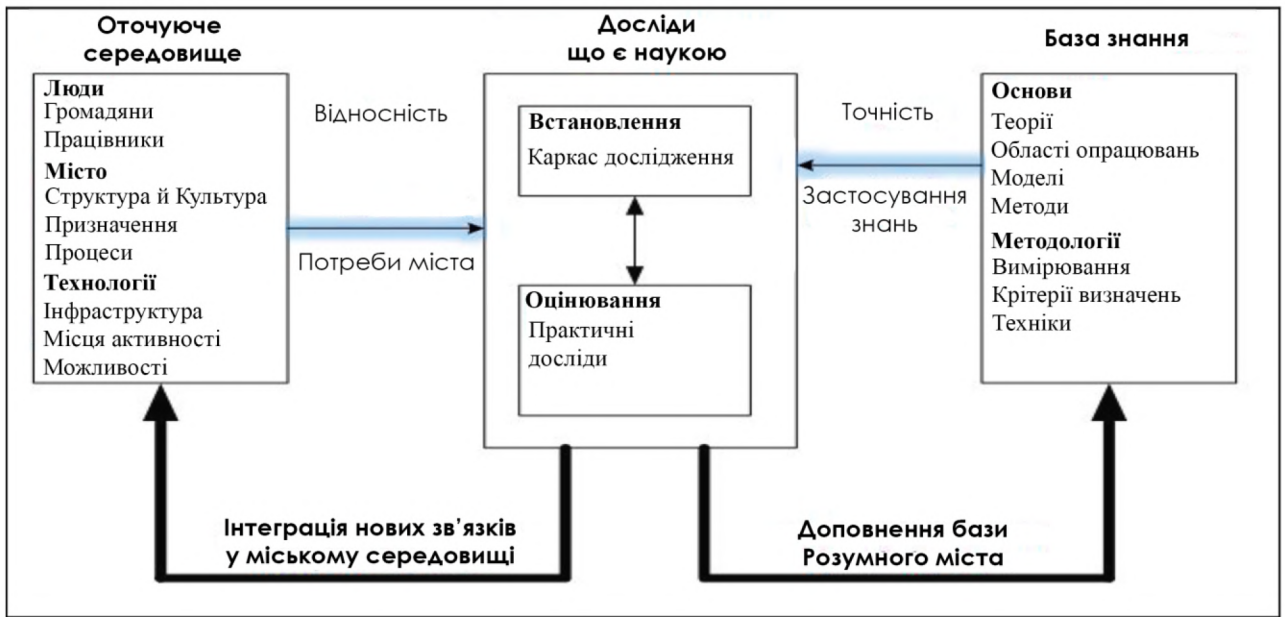 Оточуюче
середовище
Люди
Громадяни
Працівники
Місто
Структура й Культура
Призначення
Процеси
Технології
Інфраструктура
Місця активності
Можливості
Відносність
Потреби міста
Досліди
що є наукою
Встановлення
Каркас дослідження
Оцінювання
Практичні
досліди
Точність
Застосування
знань
База знання
Основи
Теорії
Області опрацювань
Моделі
Методи
Методології
Вимірювання
Крітерії визначень
Техніки
Інтеграція нових зв’язків
у міському середовищі
Доповнення бази
Розумного міста